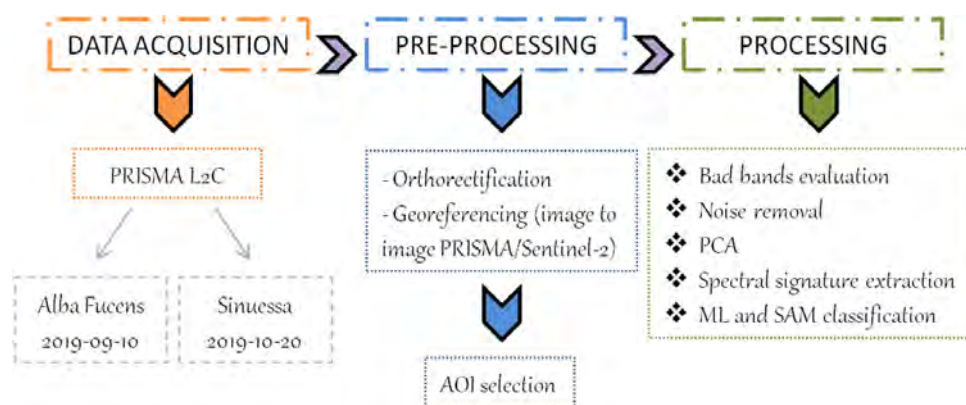 DATA ACQUISITION
PRE-PROCESSING
PROCESSING
PRISMA L2C
Alba Fucens
2019-09-10
Sinuessa
2019-10-20
- Orthorectification
- Georeferencing (image to
image PRISMA/Sentinel-2)
AOI selection
❖ Bad bands evaluation
❖ Noise removal
❖ PCA
❖ Spectral signature extraction
❖ ML and SAM classification